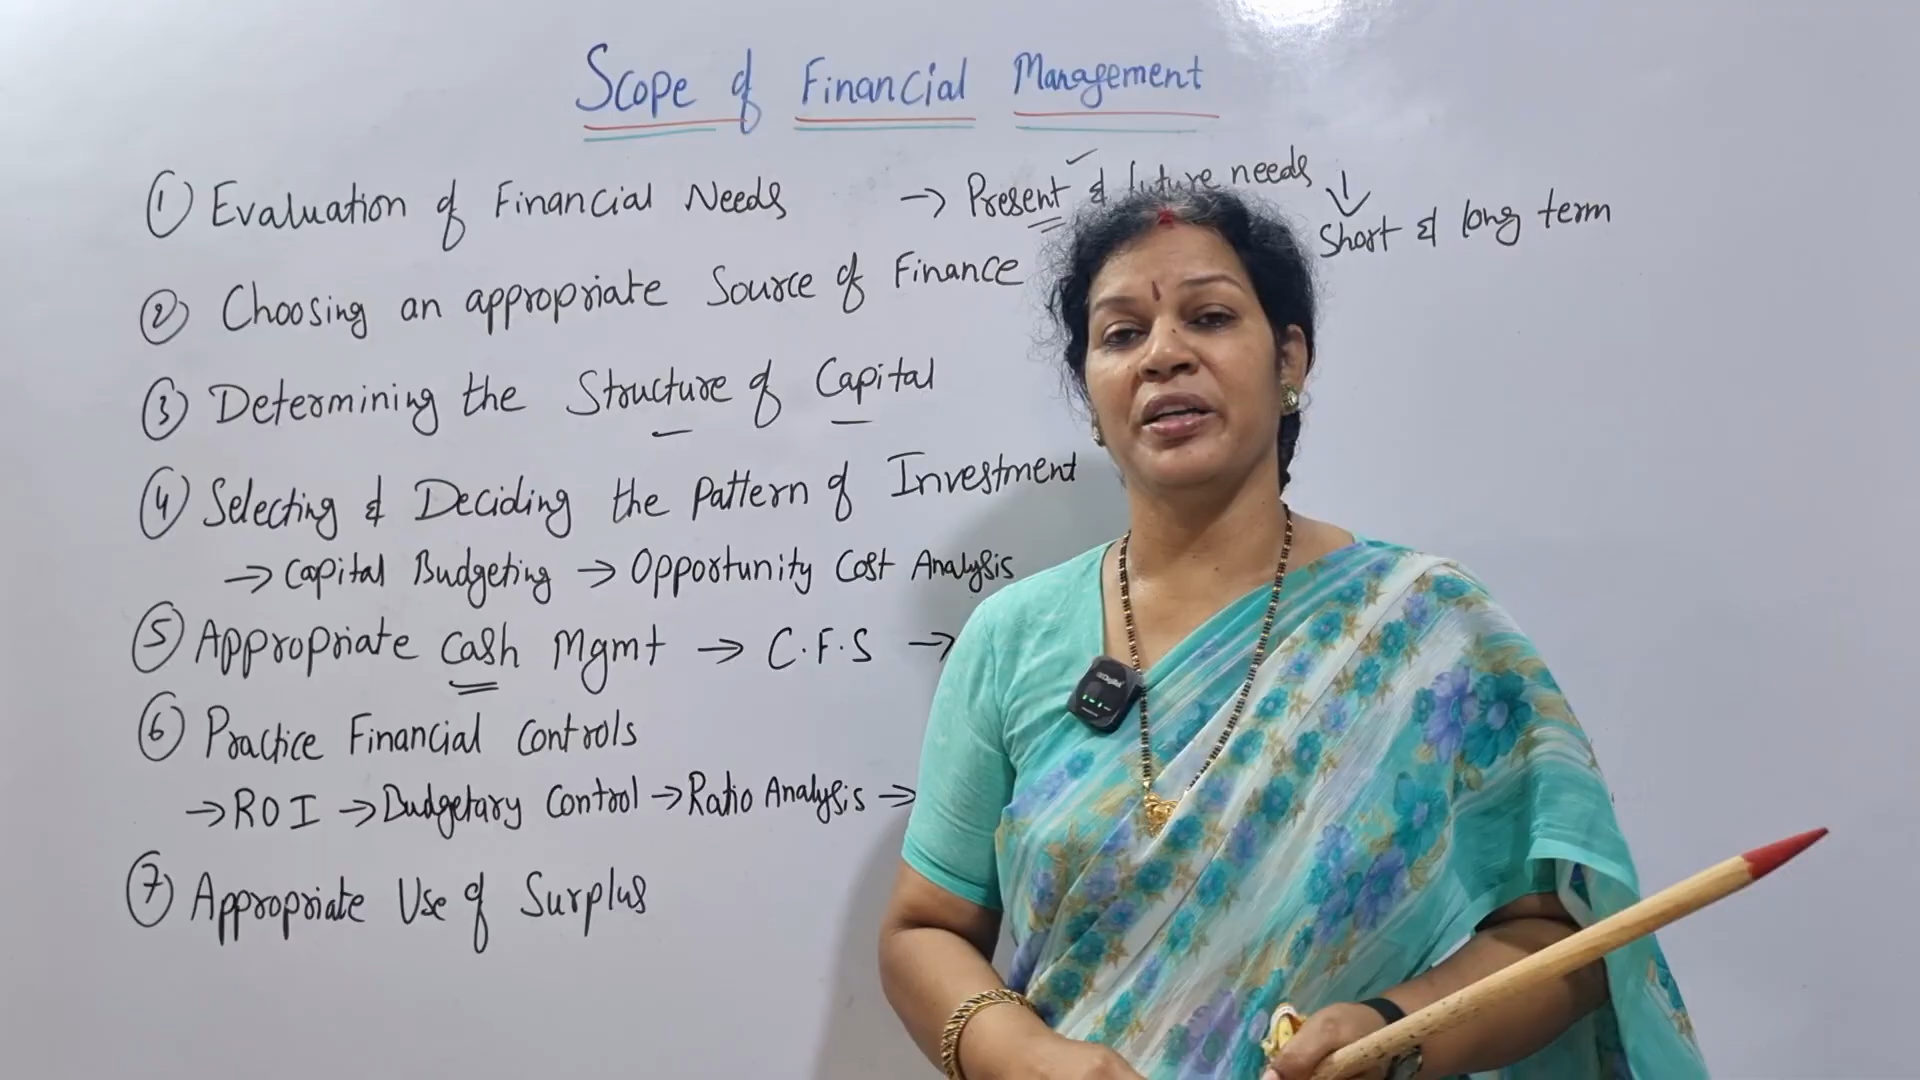 Scope of Financial Management
① Evaluation of Financial Needs → Present & future needs
↓ Short & long term
② Choosing an appropriate Source of Finance
③ Determining the Structure of Capital
④ Selecting & Deciding the Pattern of Investment
→ Capital Budgeting → Opportunity Cost Analysis
⑤ Appropriate Cash Mgmt → C.F.S →
⑥ Practice Financial Controls
→ ROI → Budgetary Control → Ratio Analysis →
⑦ Appropriate Use of Surplus